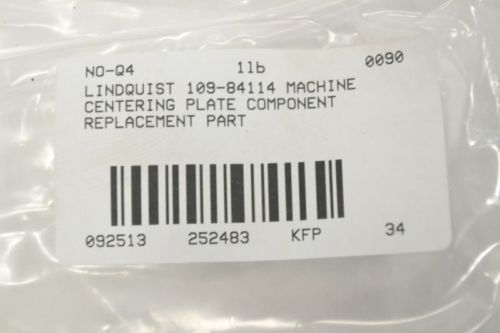 NO-Q4 1lb 0090
LINDQUIST 109-84114 MACHINE
CENTERING PLATE COMPONENT
REPLACEMENT PART
092513 252483 KFP 34